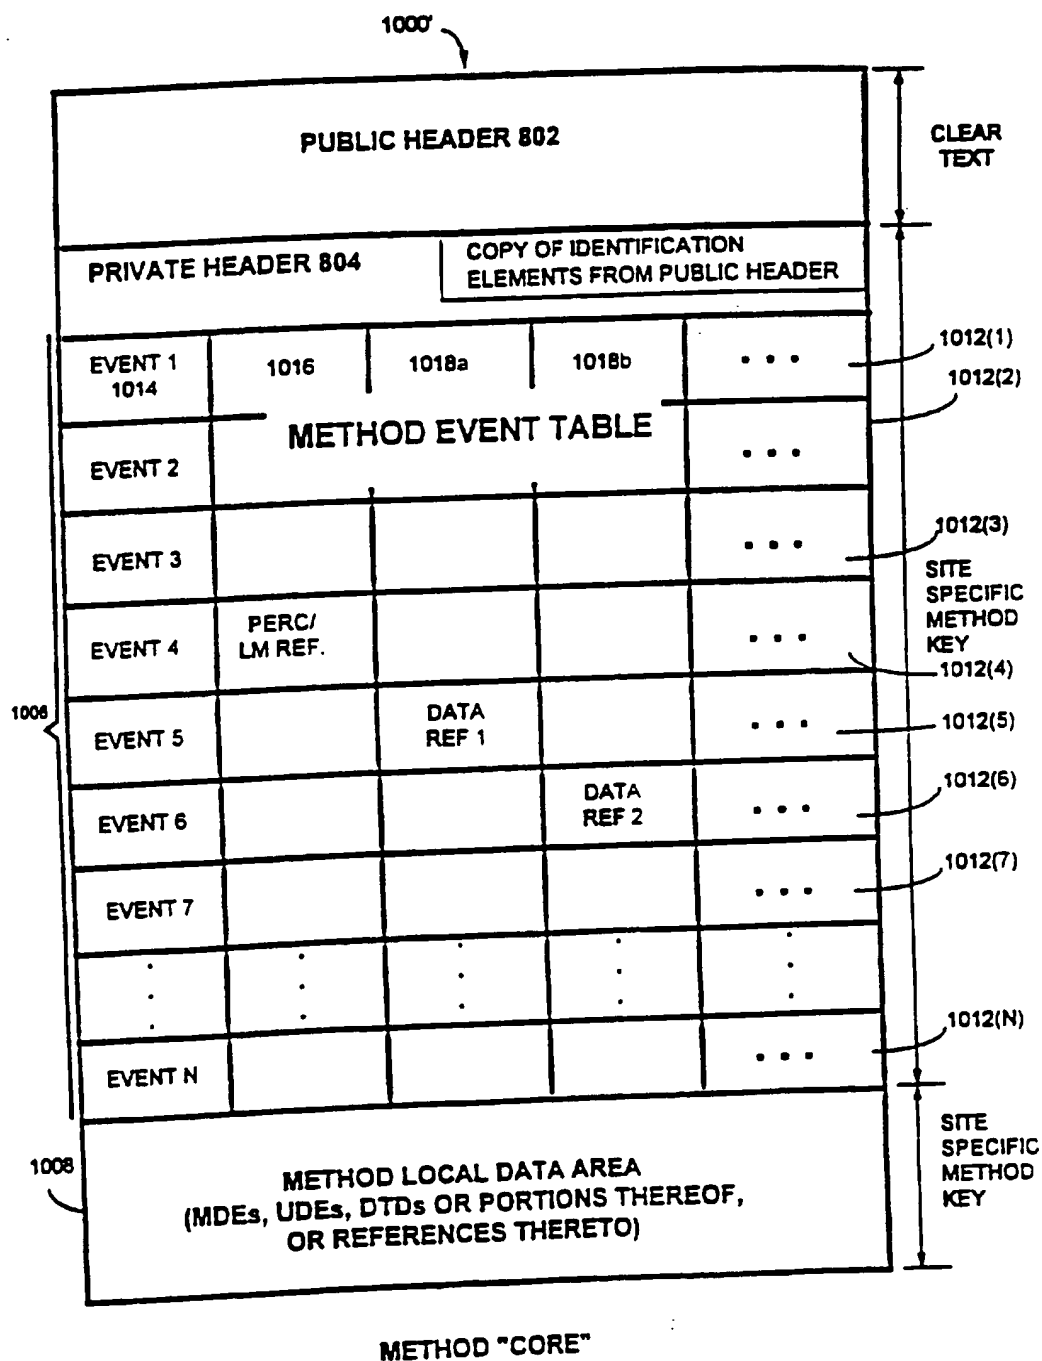 1000'
PUBLIC HEADER 802
CLEAR
TEXT
PRIVATE HEADER 804
COPY OF IDENTIFICATION
ELEMENTS FROM PUBLIC HEADER
EVENT 1
1014
1016
1018a
1018b
• • •
1012(1)
1012(2)
METHOD EVENT TABLE
EVENT 2
• • •
EVENT 3
• • •
1012(3)
SITE
SPECIFIC
METHOD
KEY
EVENT 4
PERC/
LM REF.
• • •
1012(4)
1006
EVENT 5
DATA
REF 1
• • •
1012(5)
EVENT 6
DATA
REF 2
• • •
1012(6)
EVENT 7
• • •
1012(7)
EVENT N
• • •
1012(N)
1008
METHOD LOCAL DATA AREA
(MDEs, UDEs, DTDs OR PORTIONS THEREOF,
OR REFERENCES THERETO)
SITE
SPECIFIC
METHOD
KEY
METHOD "CORE"